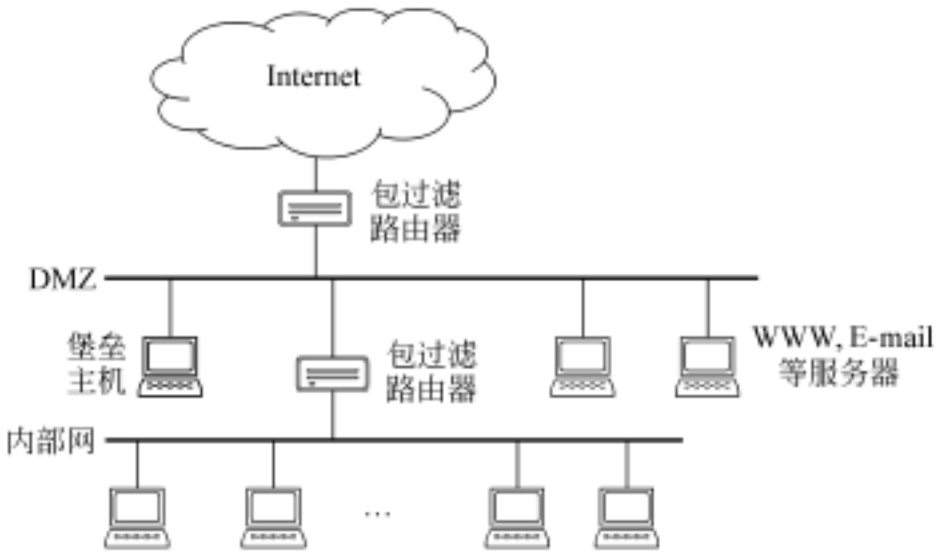 Internet
包过滤
路由器
DMZ
堡垒
主机
包过滤
路由器
WWW, E-mail
等服务器
内部网
…